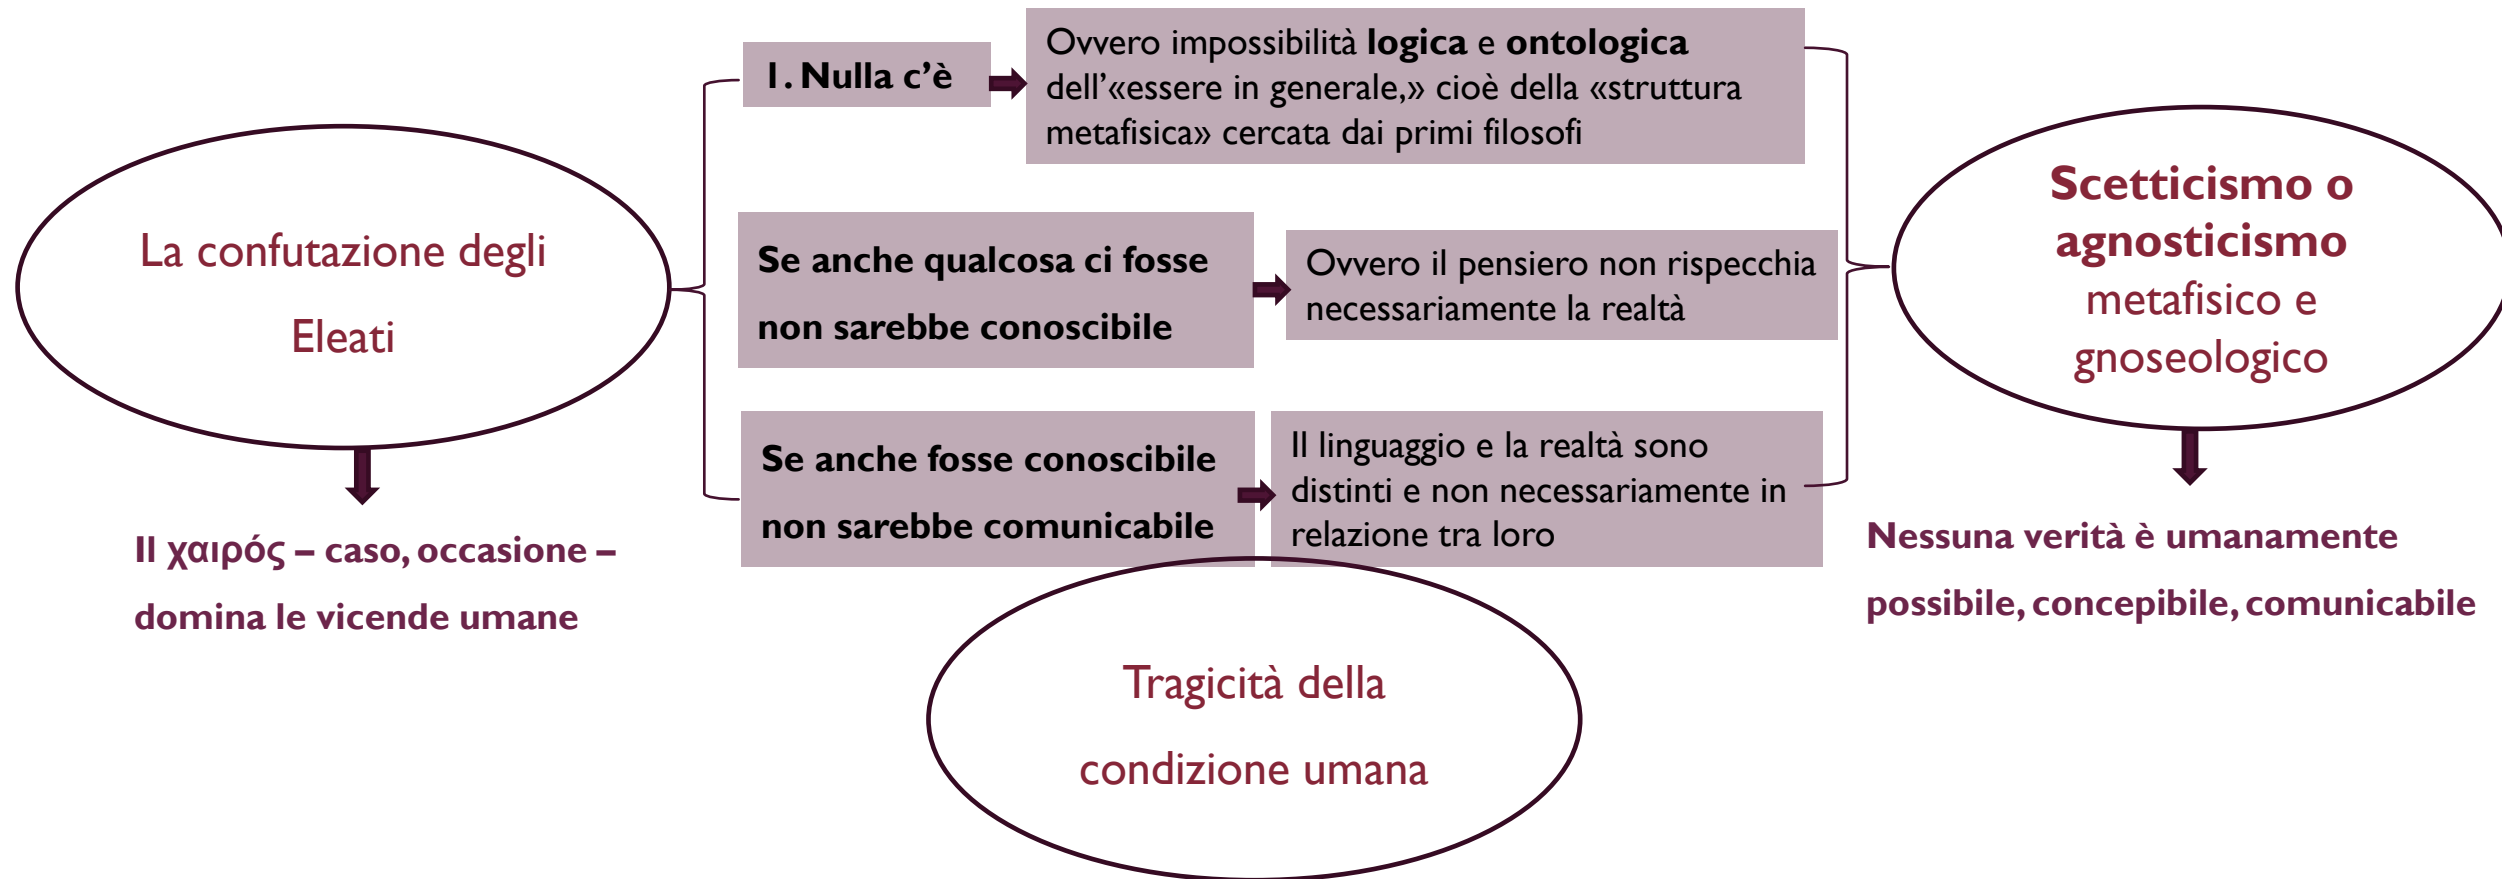 La confutazione degli
Eleati
Il χαιρός – caso, occasione –
domina le vicende umane
1. Nulla c'è
Ovvero impossibilità logica e ontologica
dell'«essere in generale,» cioè della «struttura
metafisica» cercata dai primi filosofi
Se anche qualcosa ci fosse
non sarebbe conoscibile
Ovvero il pensiero non rispecchia
necessariamente la realtà
Se anche fosse conoscibile
non sarebbe comunicabile
Il linguaggio e la realtà sono
distinti e non necessariamente in
relazione tra loro
Scetticismo o
agnosticismo
metafisico e
gnoseologico
Nessuna verità è umanamente
possibile, concepibile, comunicabile
Tragicità della
condizione umana